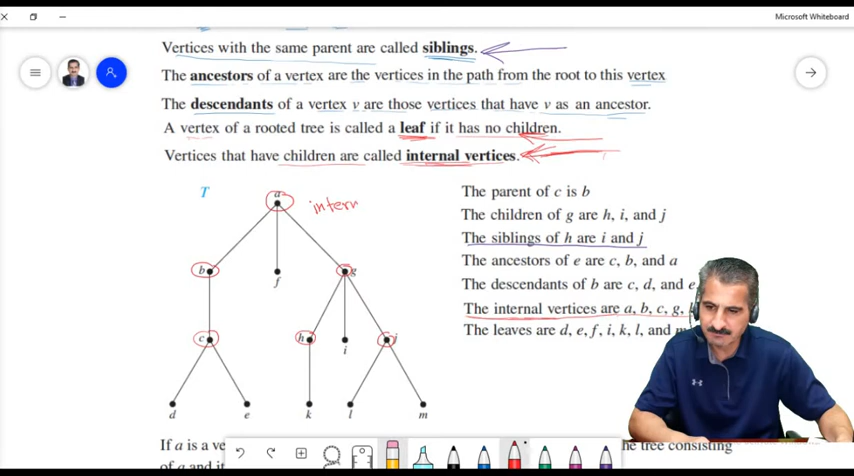 Microsoft Whiteboard
Vertices with the same parent are called siblings.
The ancestors of a vertex are the vertices in the path from the root to this vertex
The descendants of a vertex v are those vertices that have v as an ancestor.
A vertex of a rooted tree is called a leaf if it has no children.
Vertices that have children are called internal vertices.
T
a
intern
The parent of c is b
The children of g are h, i, and j
The siblings of h are i and j
The ancestors of e are c, b, and a
The descendants of b are c, d, and e
The internal vertices are a, b, c, g,
The leaves are d, e, f, i, k, l, and m
b
f
g
c
h
i
j
d
e
k
l
m
If a is a ve
he tree consisting
of a and it